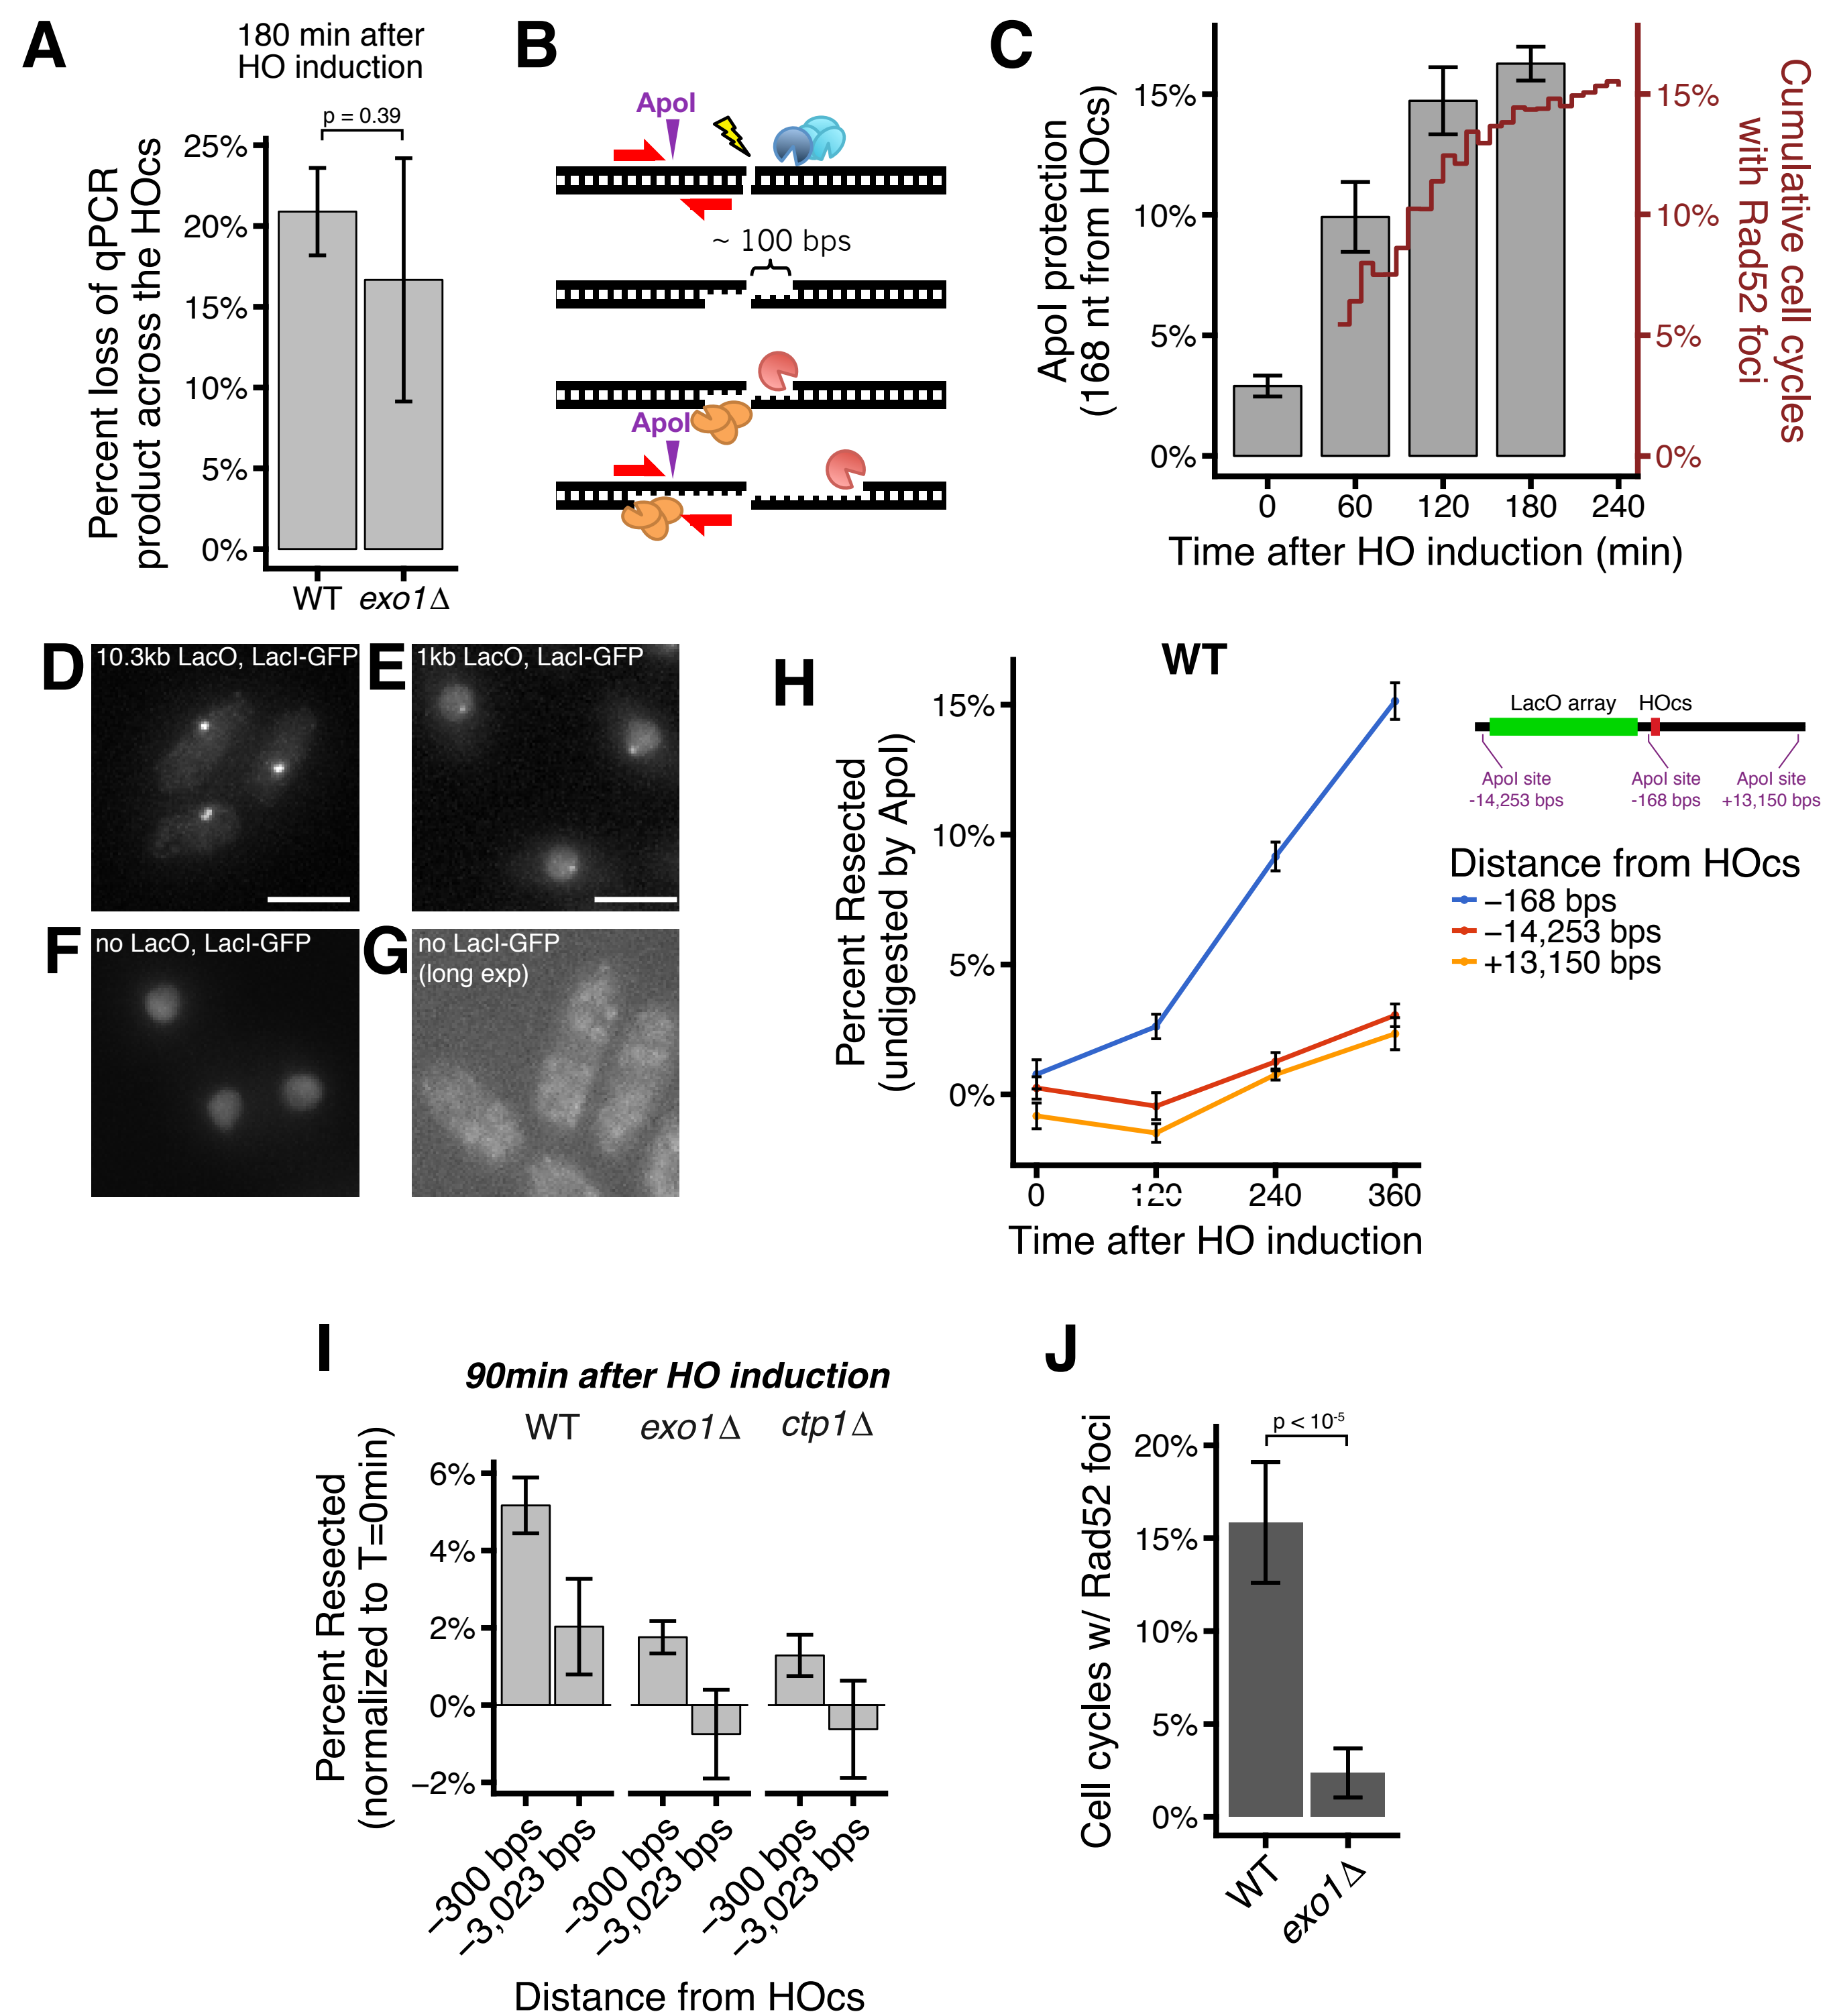 A
180 min after
HO induction
p = 0.39
Percent loss of qPCR
product across the HOcs
25%
20%
15%
10%
5%
0%
WT
exo1Δ
B
ApoI
~ 100 bps
ApoI
C
ApoI protection
(168 nt from HOcs)
15%
10%
5%
0%
15%
10%
5%
0%
Cumulative cell cycles
with Rad52 foci
0
60
120
180
240
Time after HO induction (min)
D
10.3kb LacO, LacI-GFP
E
1kb LacO, LacI-GFP
F
no LacO, LacI-GFP
G
no LacI-GFP
(long exp)
H
WT
Percent Resected
(undigested by ApoI)
15%
10%
5%
0%
0
120
240
360
Time after HO induction
LacO array
HOcs
ApoI site
-14,253 bps
ApoI site
-168 bps
ApoI site
+13,150 bps
Distance from HOcs
−168 bps
−14,253 bps
+13,150 bps
I
90min after HO induction
WT
exo1Δ
ctp1Δ
Percent Resected
(normalized to T=0min)
6%
4%
2%
0%
−2%
−300 bps
−3,023 bps
−300 bps
−3,023 bps
−300 bps
−3,023 bps
Distance from HOcs
J
p < 10-5
Cell cycles w/ Rad52 foci
20%
15%
10%
5%
0%
WT
exo1Δ